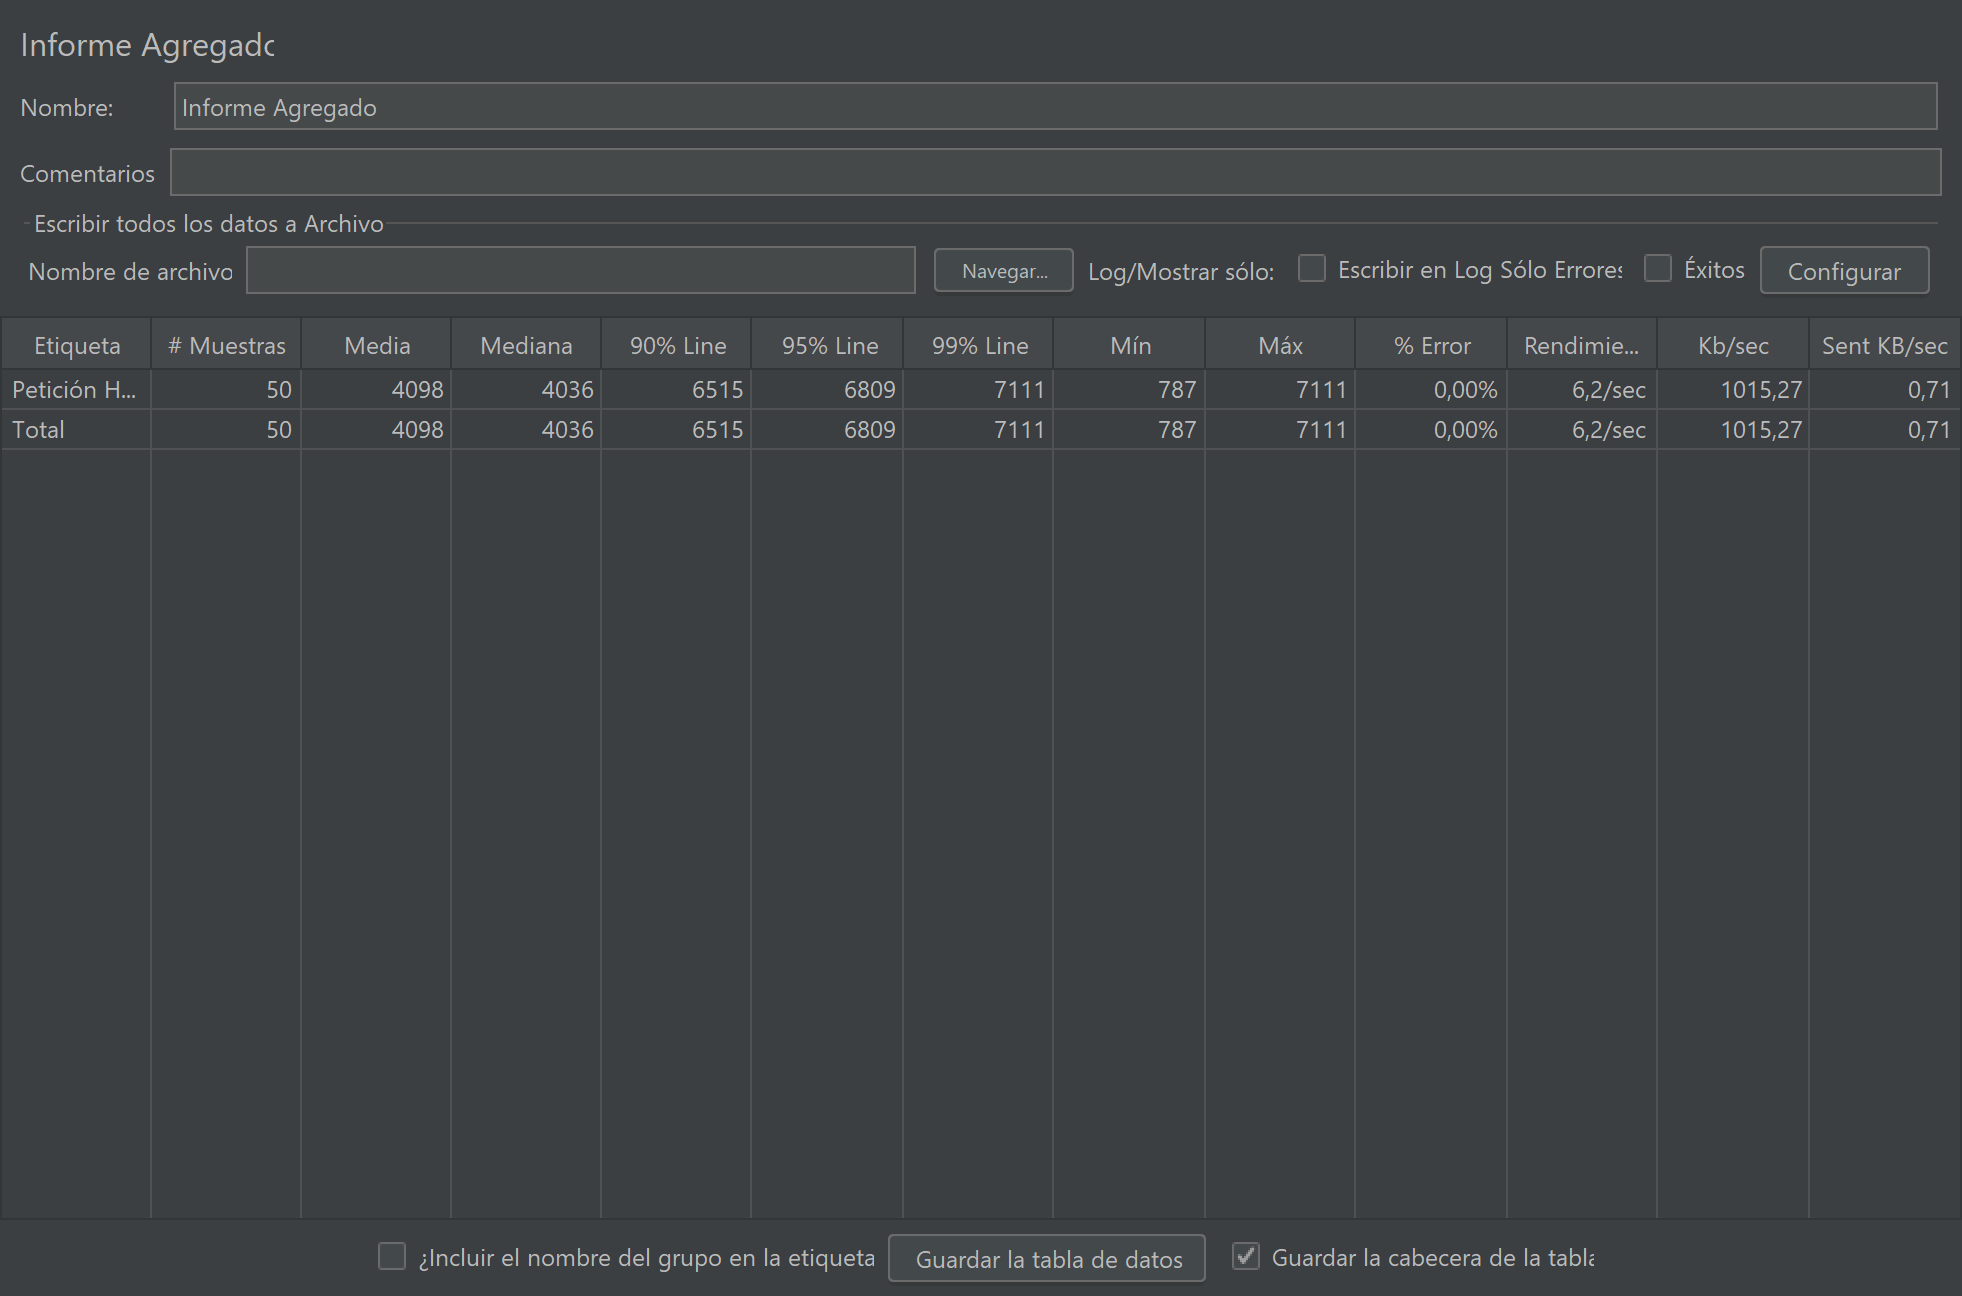 Informe Agregado
Nombre: Informe Agregado
Comentarios
Escribir todos los datos a Archivo
Nombre de archivo Navegar... Log/Mostrar sólo: Escribir en Log Sólo Errores Éxitos Configurar
Etiqueta # Muestras Media Mediana 90% Line 95% Line 99% Line Mín Máx % Error Rendimie... Kb/sec Sent KB/sec
Petición H... 50 4098 4036 6515 6809 7111 787 7111 0,00% 6,2/sec 1015,27 0,71
Total 50 4098 4036 6515 6809 7111 787 7111 0,00% 6,2/sec 1015,27 0,71
¿Incluir el nombre del grupo en la etiqueta Guardar la tabla de datos Guardar la cabecera de la tabla